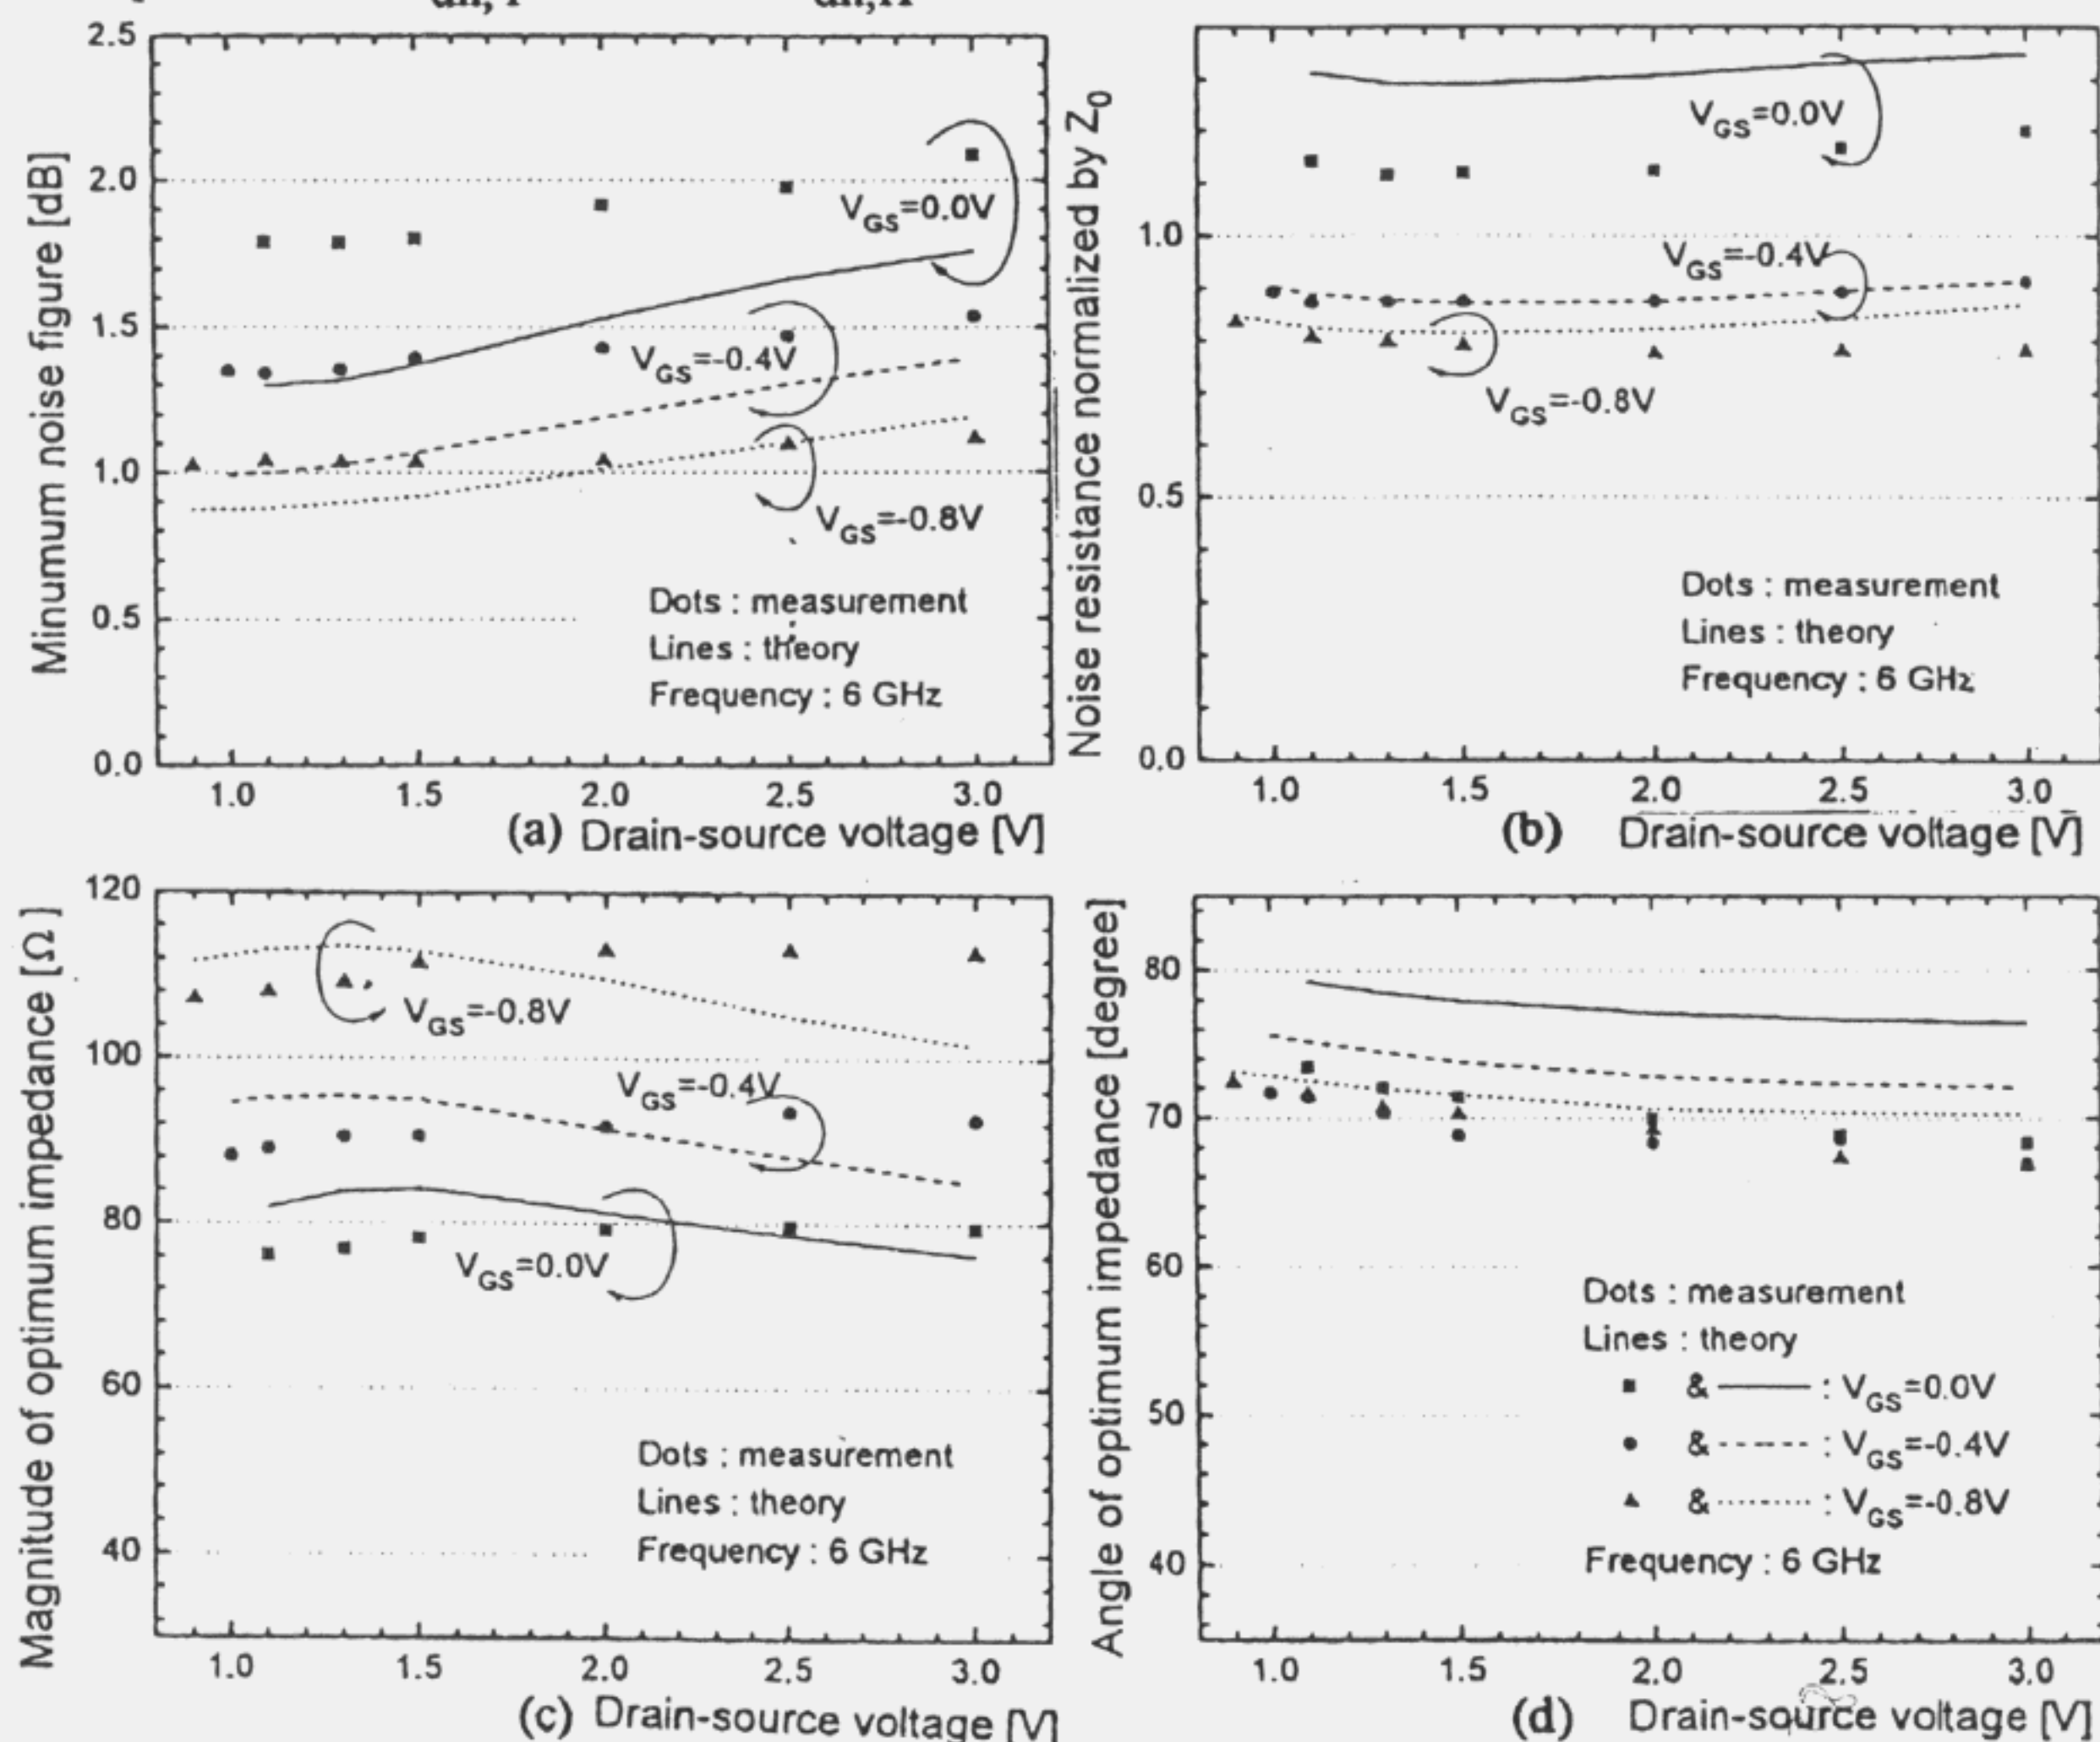 2.5
2.0
1.5
1.0
0.5
0.0
Minumum noise figure [dB]
V_GS=0.0V
V_GS=-0.4V
V_GS=-0.8V
Dots : measurement
Lines : theory
Frequency : 6 GHz
1.0 1.5 2.0 2.5 3.0
(a) Drain-source voltage [V]
Noise resistance normalized by Z_0
1.0
0.5
0.0
V_GS=0.0V
V_GS=-0.4V
V_GS=-0.8V
Dots : measurement
Lines : theory
Frequency : 6 GHz
1.0 1.5 2.0 2.5 3.0
(b) Drain-source voltage [V]
Magnitude of optimum impedance [Ω]
120
100
80
60
40
V_GS=-0.8V
V_GS=-0.4V
V_GS=0.0V
Dots : measurement
Lines : theory
Frequency : 6 GHz
1.0 1.5 2.0 2.5 3.0
(c) Drain-source voltage [V]
Angle of optimum impedance [degree]
80
70
60
50
40
Dots : measurement
Lines : theory
■ & —— : V_GS=0.0V
● & ----- : V_GS=-0.4V
▲ & ······ : V_GS=-0.8V
Frequency : 6 GHz
1.0 1.5 2.0 2.5 3.0
(d) Drain-source voltage [V]